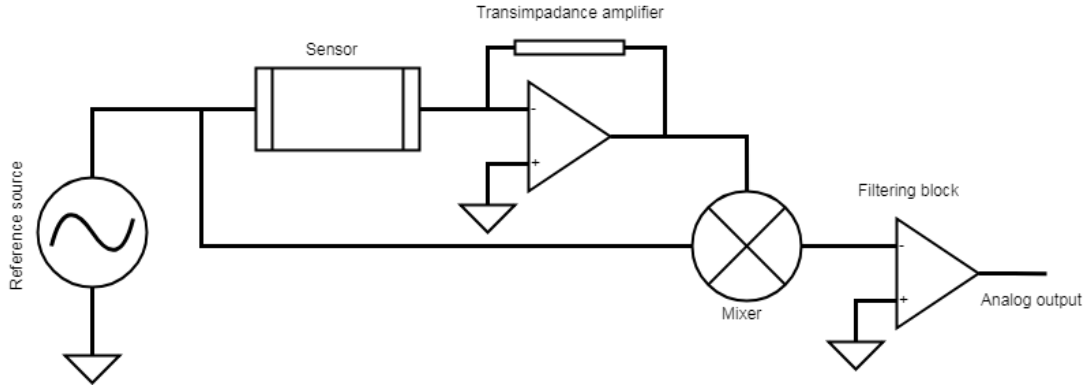 Transimpadance amplifier
Sensor
-
+
Reference source
Filtering block
-
+
Mixer
Analog output